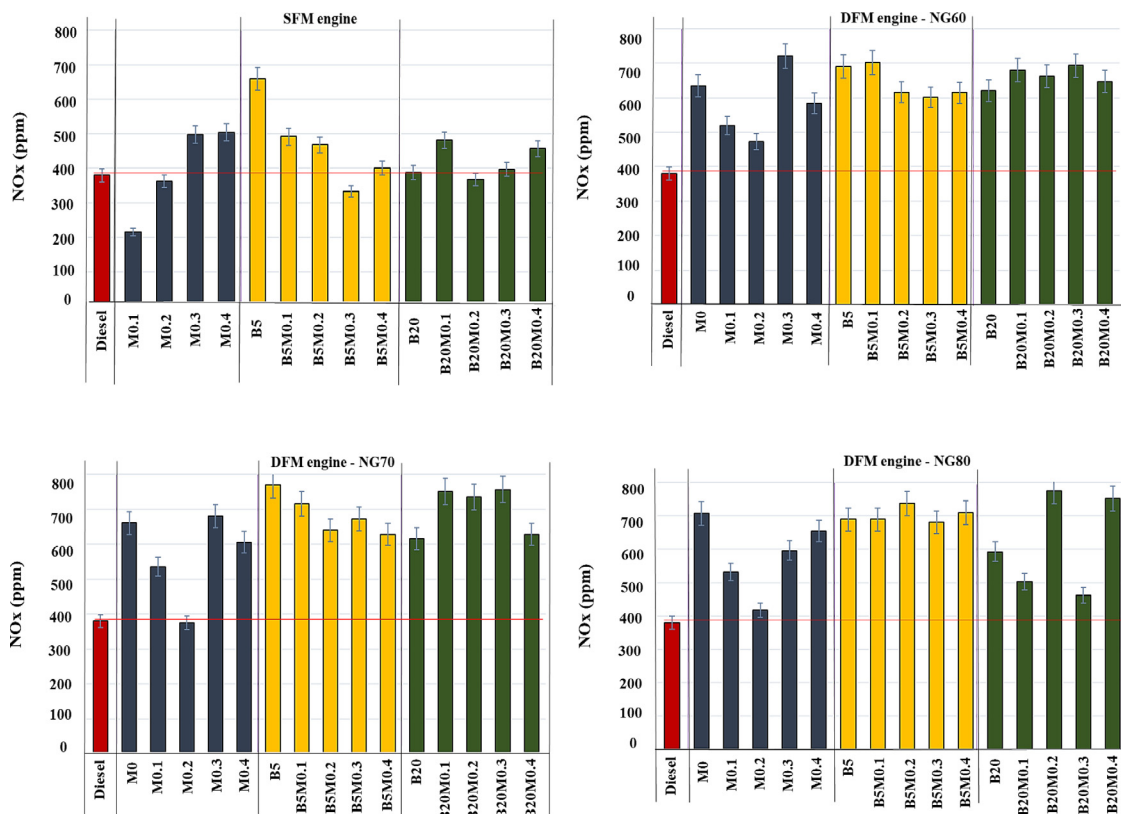 SFM engine
NOx (ppm)
800
700
600
500
400
300
200
100
0
Diesel
M0.1
M0.2
M0.3
M0.4
B5
B5M0.1
B5M0.2
B5M0.3
B5M0.4
B20
B20M0.1
B20M0.2
B20M0.3
B20M0.4
DFM engine - NG60
NOx (ppm)
800
700
600
500
400
300
200
100
0
Diesel
M0
M0.1
M0.2
M0.3
M0.4
B5
B5M0.1
B5M0.2
B5M0.3
B5M0.4
B20
B20M0.1
B20M0.2
B20M0.3
B20M0.4
DFM engine - NG70
NOx (ppm)
800
700
600
500
400
300
200
100
0
Diesel
M0
M0.1
M0.2
M0.3
M0.4
B5
B5M0.1
B5M0.2
B5M0.3
B5M0.4
B20
B20M0.1
B20M0.2
B20M0.3
B20M0.4
DFM engine - NG80
NOx (ppm)
800
700
600
500
400
300
200
100
0
Diesel
M0
M0.1
M0.2
M0.3
M0.4
B5
B5M0.1
B5M0.2
B5M0.3
B5M0.4
B20
B20M0.1
B20M0.2
B20M0.3
B20M0.4